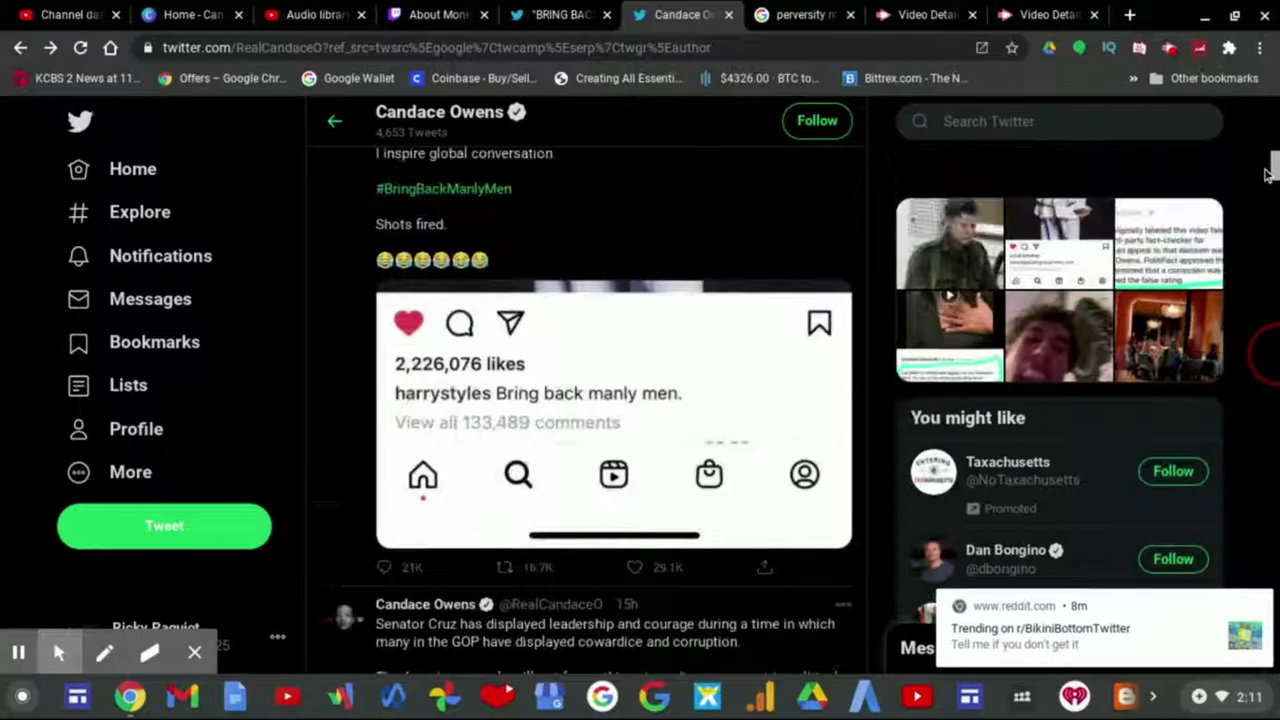 Channel das
Home - Can
Audio librar
About Mon
"BRING BAC
Candace O
perversity m
Video Detai
Video Detai
twitter.com/RealCandaceO?ref_src=twsrc%5Egoogle%7Ctwcamp%5Eserp%7Ctwgr%5Eauthor
KCBS 2 News at 11...
Offers – Google Chr...
Google Wallet
Coinbase - Buy/Sell...
Creating All Essenti...
$4326.00 · BTC to...
Bittrex.com - The N...
Other bookmarks
Home
Explore
Notifications
Messages
Bookmarks
Lists
Profile
More
Tweet
Candace Owens
4,653 Tweets
Follow
I inspire global conversation.
#BringBackManlyMen
Shots fired.
😂😂😂😂😂😂
2,226,076 likes
harrystyles Bring back manly men.
View all 133,489 comments
21K
16.7K
29.1K
Candace Owens @RealCandaceO 15h
Senator Cruz has displayed leadership and courage during a time in which
many in the GOP have displayed cowardice and corruption.
Search Twitter
You might like
Taxachusetts
@NoTaxachusetts
Promoted
Follow
Dan Bongino
@dbongino
Follow
Mes
www.reddit.com • 8m
Trending on r/BikiniBottomTwitter
Tell me if you don't get it
2:11